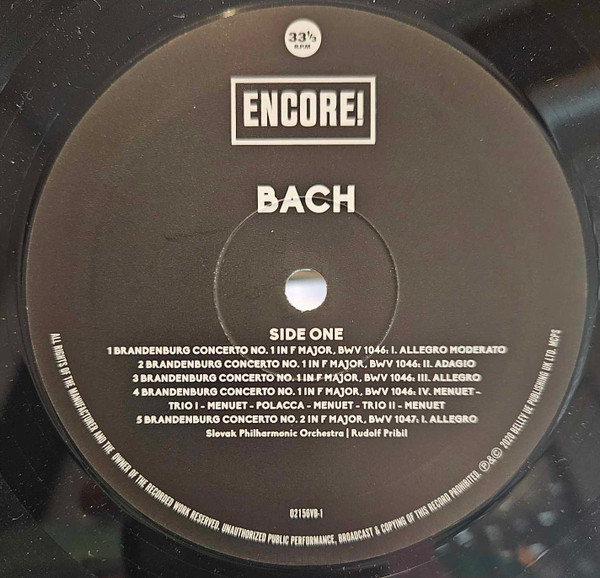 33⅓
R.P.M
ENCORE!
BACH
SIDE ONE
1 BRANDENBURG CONCERTO NO. 1 IN F MAJOR, BWV 1046: I. ALLEGRO MODERATO
2 BRANDENBURG CONCERTO NO. 1 IN F MAJOR, BWV 1046: II. ADAGIO
3 BRANDENBURG CONCERTO NO. 1 IN F MAJOR, BWV 1046: III. ALLEGRO
4 BRANDENBURG CONCERTO NO. 1 IN F MAJOR, BWV 1046: IV. MENUET -
TRIO I - MENUET - POLACCA - MENUET - TRIO II - MENUET
5 BRANDENBURG CONCERTO NO. 2 IN F MAJOR, BWV 1047: I. ALLEGRO
Slovak Philharmonic Orchestra | Rudolf Pribil
02156VB-1
ALL RIGHTS OF THE MANUFACTURER AND THE OWNER OF THE RECORDED WORK RESERVED. UNAUTHORIZED PUBLIC PERFORMANCE, BROADCAST & COPYING OF THIS RECORD PROHIBITED. ℗&© 2020 BELLEVUE PUBLISHING UK LTD. MCPS